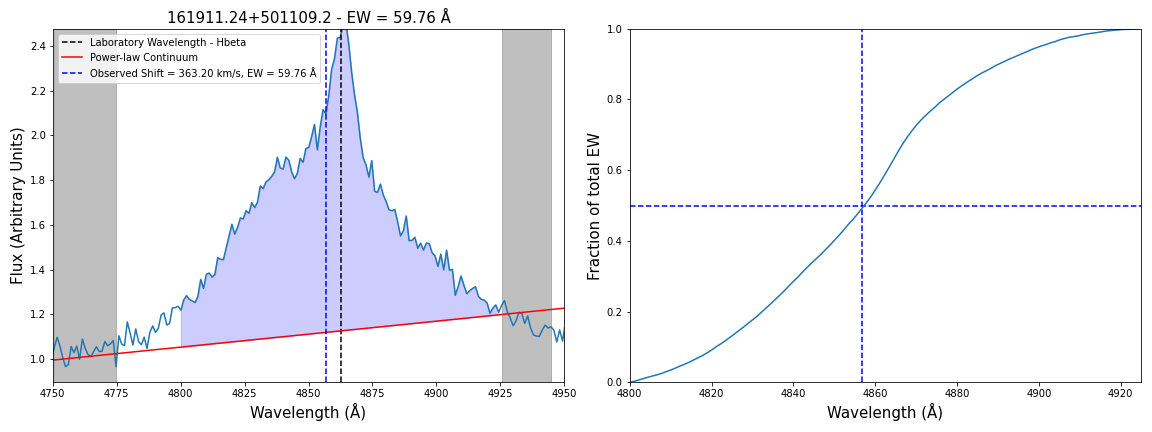 161911.24+501109.2 - EW = 59.76 Å
Laboratory Wavelength - Hbeta
Power-law Continuum
Observed Shift = 363.20 km/s, EW = 59.76 Å
Flux (Arbitrary Units)
2.4
2.2
2.0
1.8
1.6
1.4
1.2
1.0
4750 4775 4800 4825 4850 4875 4900 4925 4950
Wavelength (Å)
Fraction of total EW
1.0
0.8
0.6
0.4
0.2
0.0
4800 4820 4840 4860 4880 4900 4920
Wavelength (Å)